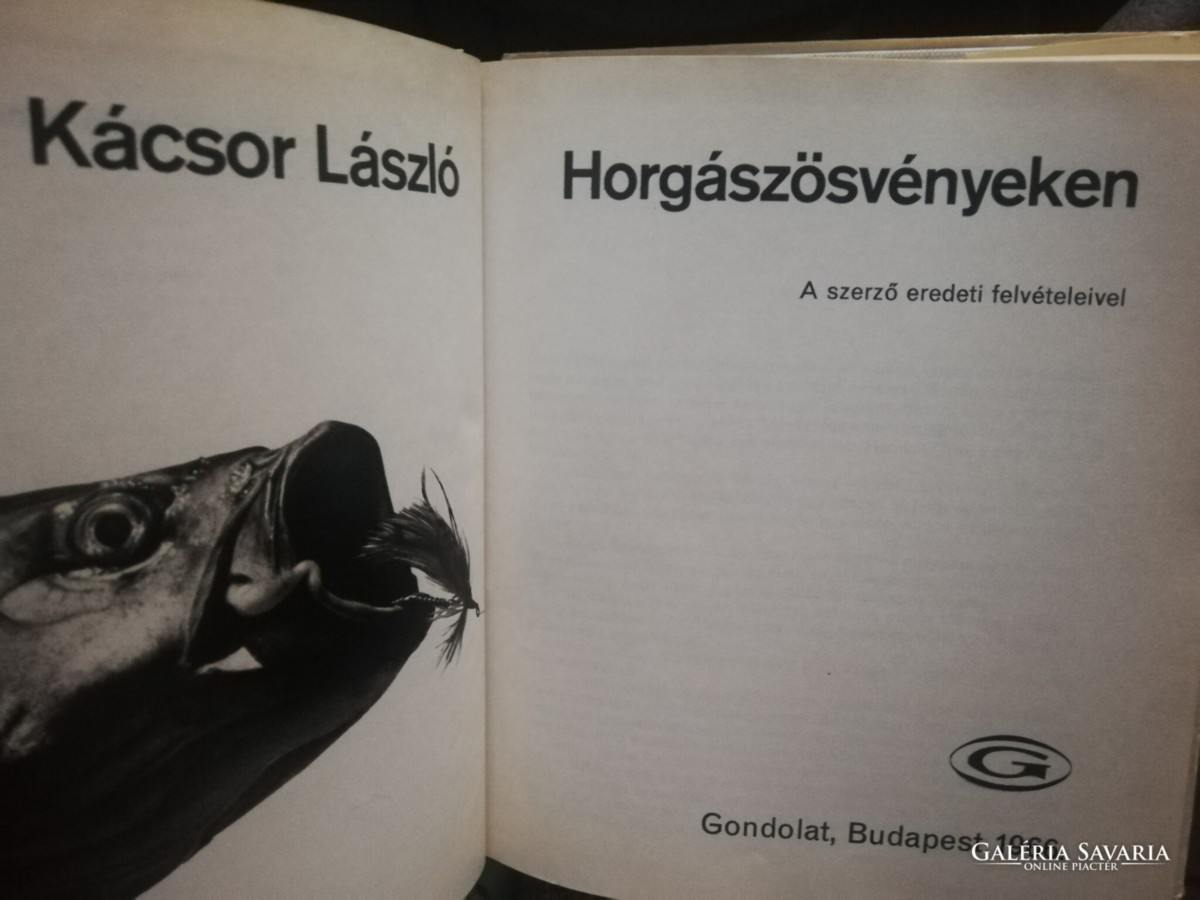 Kácsor László
Horgászösvényeken
A szerző eredeti felvételeivel
G
Gondolat, Budapest
GALÉRIA SAVARIA
ONLINE PIACTÉR